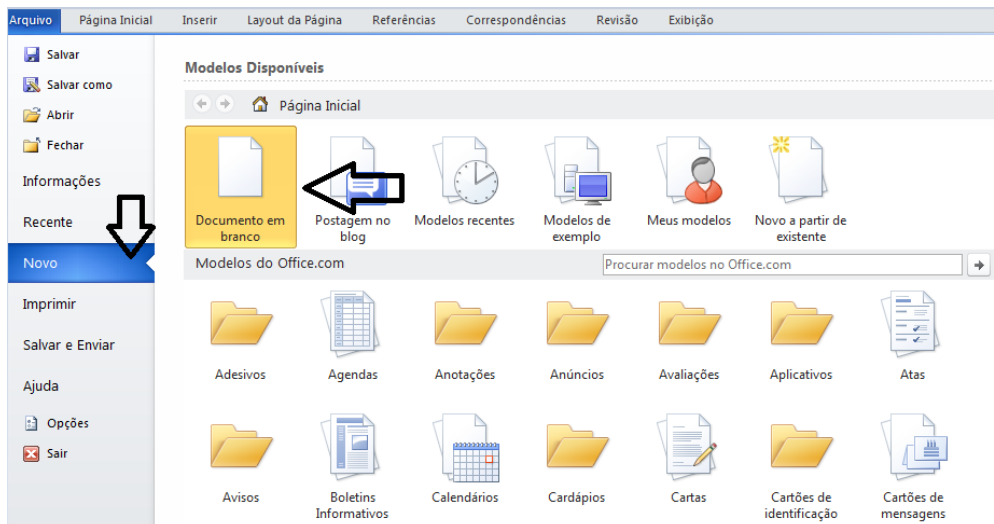 Arquivo Página Inicial Inserir Layout da Página Referências Correspondências Revisão Exibição
Salvar
Salvar como
Abrir
Fechar
Informações
Recente
Novo
Imprimir
Salvar e Enviar
Ajuda
Opções
Sair
Modelos Disponíveis
Página Inicial
Documento em branco
Postagem no blog
Modelos recentes
Modelos de exemplo
Meus modelos
Novo a partir de existente
Modelos do Office.com
Procurar modelos no Office.com
Adesivos
Agendas
Anotações
Anúncios
Avaliações
Aplicativos
Atas
Avisos
Boletins Informativos
Calendários
Cardápios
Cartas
Cartões de identificação
Cartões de mensagens